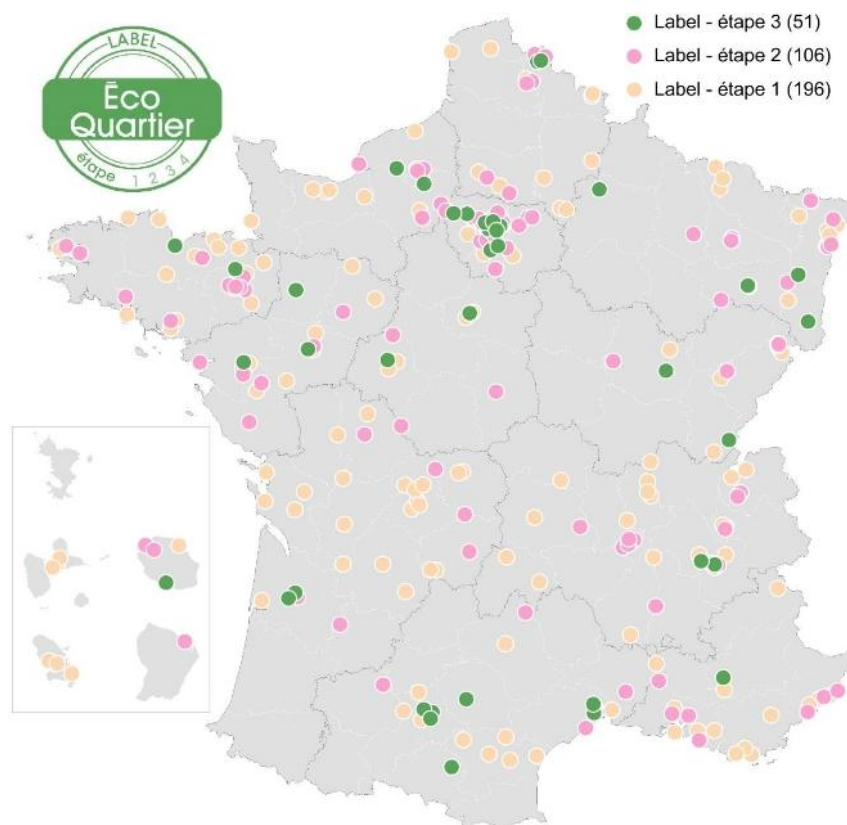 LABEL
Éco
Quartier
étape 1 2 3 4
Label - étape 3 (51)
Label - étape 2 (106)
Label - étape 1 (196)